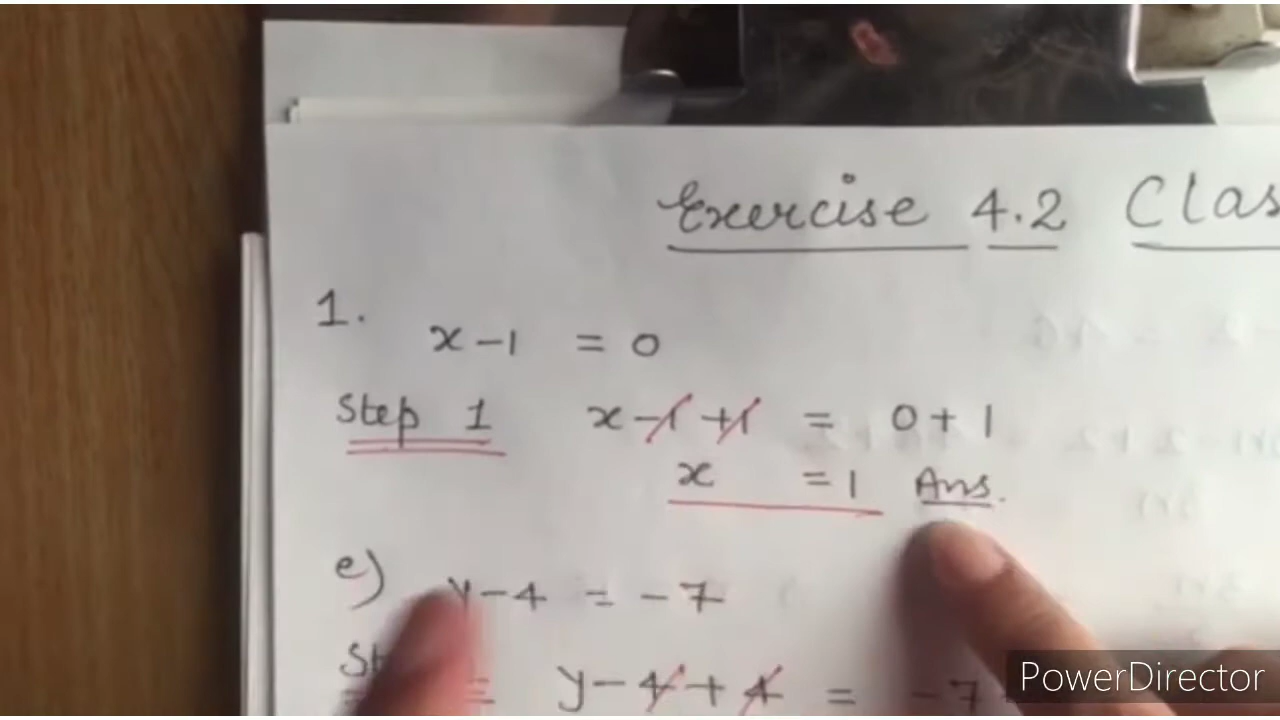 Exercise 4.2
1.
x-1 = 0
Step 1 x-1+1 = 0+1
x = 1 Ans.
e) y-4 = -7
= y-4+4 = -7
PowerDirector